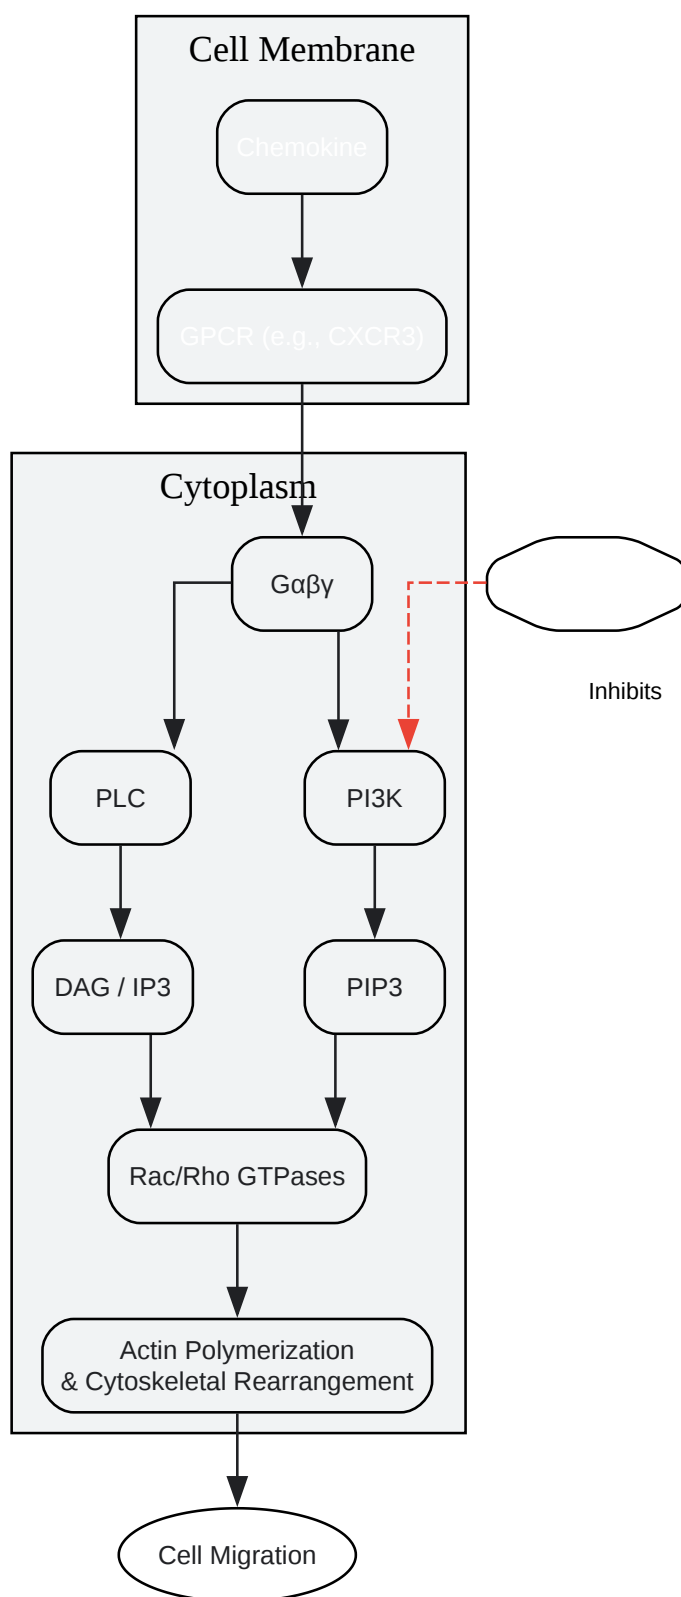 Cell Membrane
Chemokine
GPCR (e.g., CXCR3)
Cytoplasm
Gαβγ
Inhibits
PLC
PI3K
DAG / IP3
PIP3
Rac/Rho GTPases
Actin Polymerization
& Cytoskeletal Rearrangement
Cell Migration